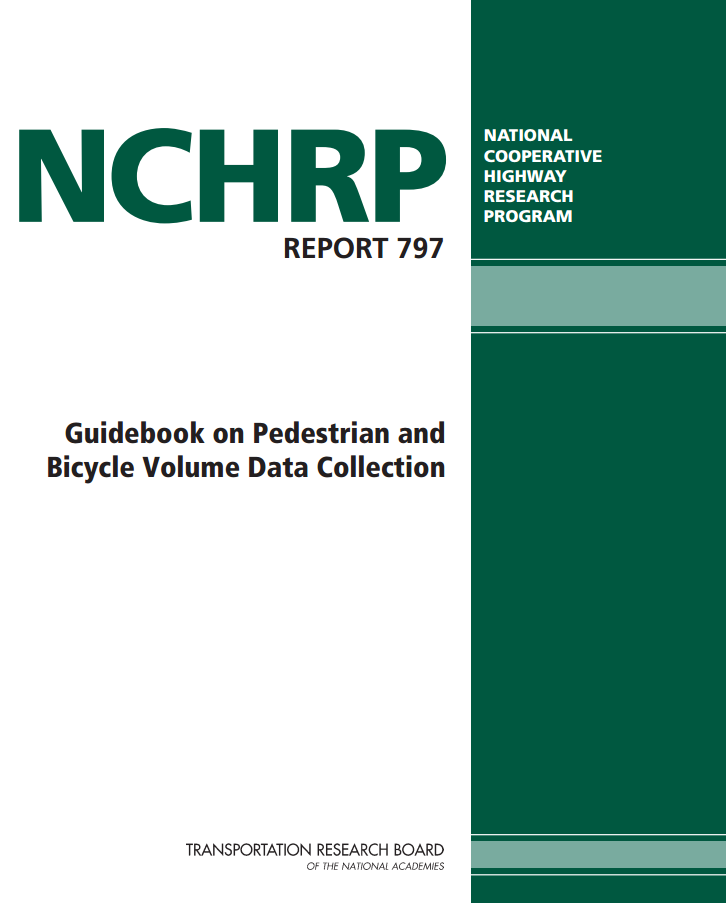 NCHRP
REPORT 797
NATIONAL
COOPERATIVE
HIGHWAY
RESEARCH
PROGRAM
Guidebook on Pedestrian and
Bicycle Volume Data Collection
TRANSPORTATION RESEARCH BOARD
OF THE NATIONAL ACADEMIES